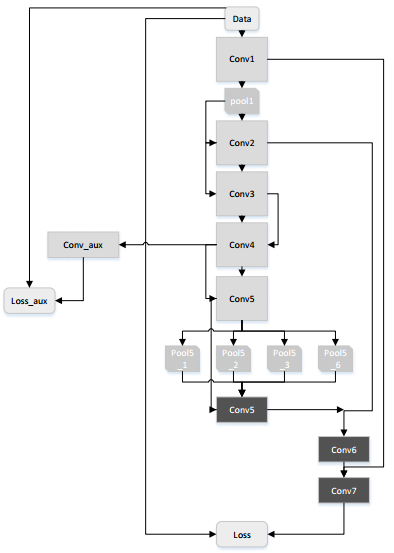 Data
Conv1
pool1
Conv2
Conv3
Conv4
Conv_aux
Conv5
Loss_aux
Pool5
_1
Pool5
_2
Pool5
_3
Pool5
_6
Conv5
Conv6
Conv7
Loss